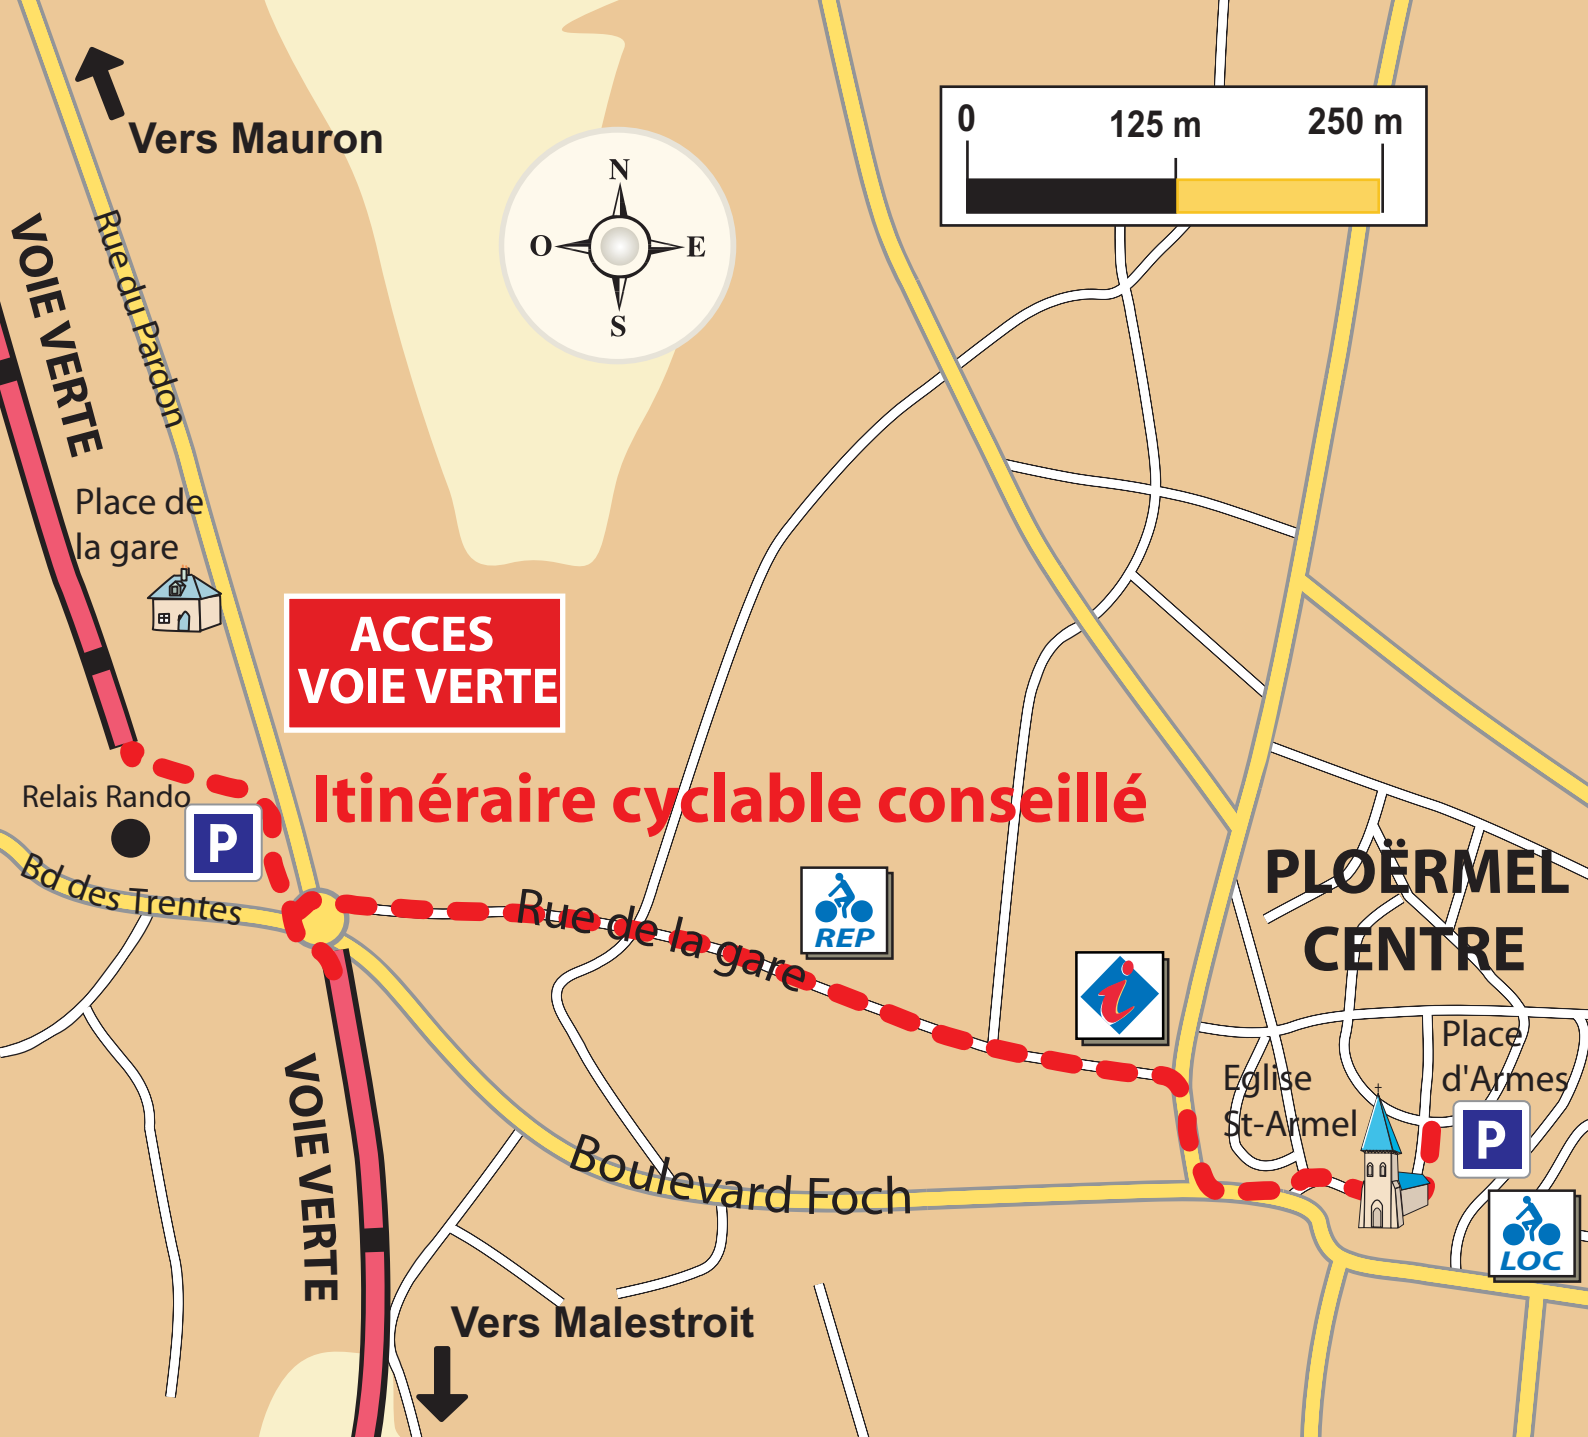 Vers Mauron
0
125 m
250 m
N
O
E
S
VOIE VERTE
Rue du Pardon
Place de
la gare
ACCES
VOIE VERTE
Itinéraire cyclable conseillé
Relais Rando
P
Bd des Trentes
Rue de la gare
REP
i
PLOËRMEL
CENTRE
Place
d'Armes
Eglise
St-Armel
P
VOIE VERTE
Boulevard Foch
LOC
Vers Malestroit